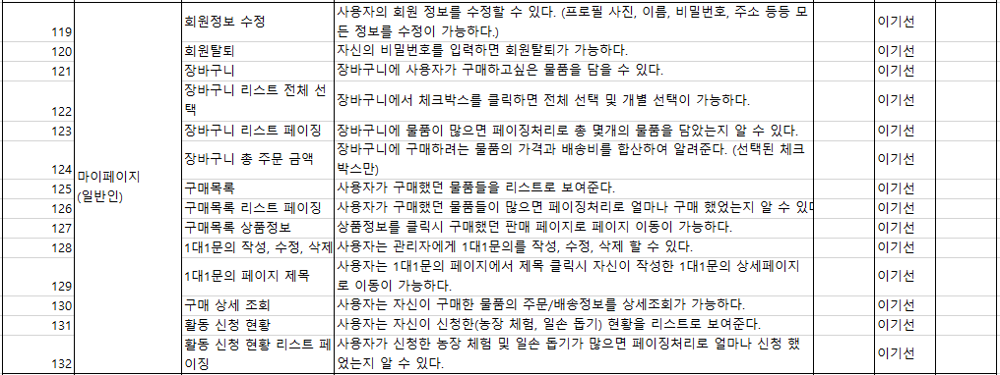 119 회원정보 수정 사용자의 회원 정보를 수정할 수 있다. (프로필 사진, 이름, 비밀번호, 주소 등등 모 이기선
든 정보를 수정이 가능하다.)
120 회원탈퇴 자신의 비밀번호를 입력하면 회원탈퇴가 가능하다. 이기선
121 장바구니 장바구니에 사용자가 구매하고싶은 물품을 담을 수 있다. 이기선
장바구니 리스트 전체 선
122 택 장바구니에서 체크박스를 클릭하면 전체 선택 및 개별 선택이 가능하다. 이기선
123 장바구니 리스트 페이징 장바구니에 물품이 많으면 페이징처리로 총 몇개의 물품을 담았는지 알 수 있다. 이기선
124 장바구니 총 주문 금액 장바구니에 구매하려는 물품의 가격과 배송비를 합산하여 알려준다. (선택된 체크 이기선
박스만)
마이페이지
(일반인)
125 구매목록 사용자가 구매했던 물품들을 리스트로 보여준다. 이기선
126 구매목록 리스트 페이징 사용자가 구매했던 물품들이 많으면 페이징처리로 얼마나 구매 했었는지 알 수 있 이기선
127 구매목록 상품정보 상품정보를 클릭시 구매했던 판매 페이지로 페이지 이동이 가능하다. 이기선
128 1대1문의 작성, 수정, 삭제 사용자는 관리자에게 1대1문의를 작성, 수정, 삭제 할 수 있다. 이기선
129 1대1문의 페이지 제목 사용자는 1대1문의 페이지에서 제목 클릭시 자신이 작성한 1대1문의 상세페이지 이기선
로 이동이 가능하다.
130 구매 상세 조회 사용자는 자신이 구매한 물품의 주문/배송정보를 상세조회가 가능하다. 이기선
131 활동 신청 현황 사용자는 자신이 신청한(농장 체험, 일손 돕기) 현황을 리스트로 보여준다. 이기선
활동 신청 현황 리스트 페 사용자가 신청한 농장 체험 및 일손 돕기가 많으면 페이징처리로 얼마나 신청 했 이기선
132 이징 었는지 알 수 있다.